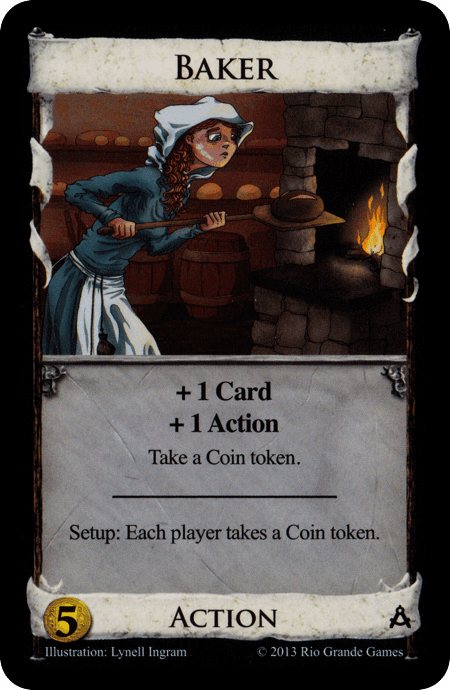 BAKER
+ 1 Card
+ 1 Action
Take a Coin token.
Setup: Each player takes a Coin token.
5
ACTION
Illustration: Lynell Ingram
© 2013 Rio Grande Games